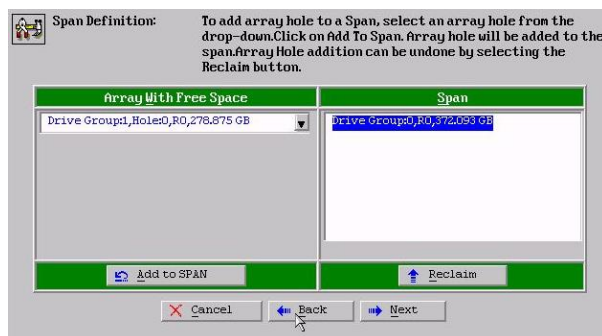 Span Definition: To add array hole to a Span, select an array hole from the
drop-down.Click on Add To Span. Array hole will be added to the
span.Array Hole addition can be undone by selecting the
Reclaim button.
Array With Free Space
Span
Drive Group:1,Hole:0,R0,278.875 GB
Drive Group:0,R0,372.093 GB
Add to SPAN
Reclaim
Cancel
Back
Next